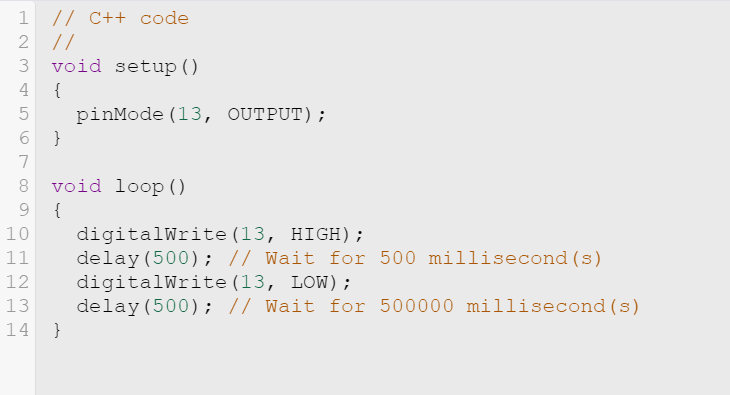 1 // C++ code
2 //
3 void setup()
4 {
5   pinMode(13, OUTPUT);
6 }
7
8 void loop()
9 {
10   digitalWrite(13, HIGH);
11   delay(500); // Wait for 500 millisecond(s)
12   digitalWrite(13, LOW);
13   delay(500); // Wait for 500000 millisecond(s)
14 }